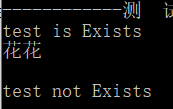 ------------测 试
test is Exists
花花
test not Exists